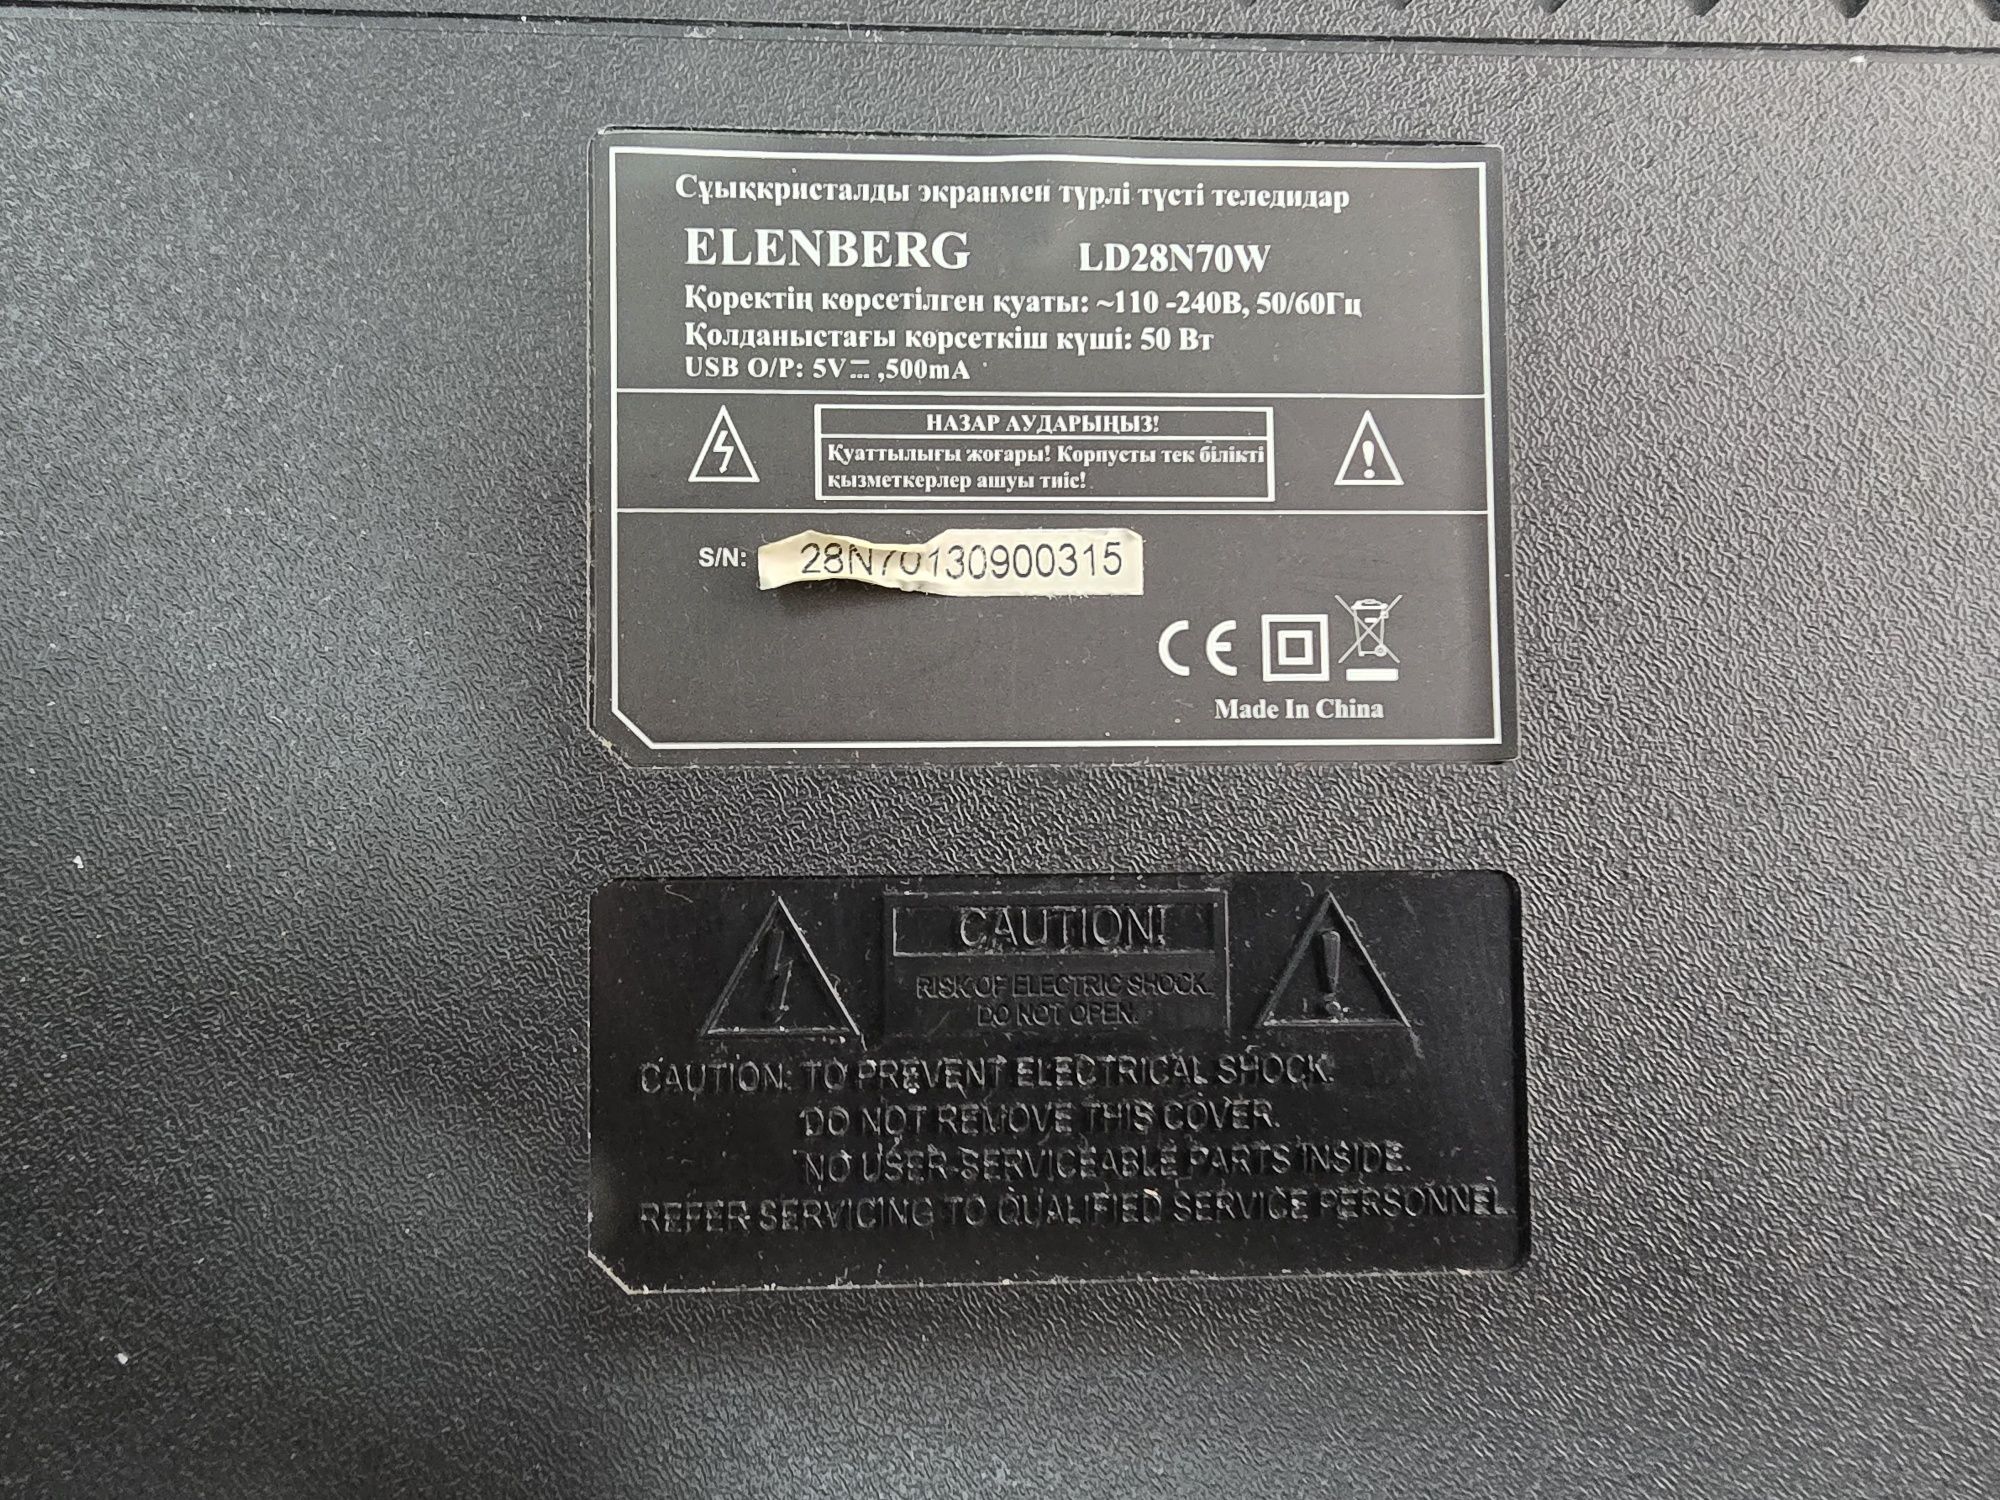 Сұыққристалды экранмен түрлі түсті теледидар
ELENBERG LD28N70W
Қоректің көрсетілген қуаты: ~110 -240В, 50/60Гц
Қолданыстағы көрсеткіш күші: 50 Вт
USB O/P: 5V⎓ ,500mA
НАЗАР АУДАРЫҢЫЗ!
Қуаттылығы жоғары! Корпусты тек білікті
қызметкерлер ашуы тиіс!
S/N: 28N70130900315
CE
Made In China
CAUTION!
RISK OF ELECTRIC SHOCK.
DO NOT OPEN.
CAUTION: TO PREVENT ELECTRICAL SHOCK.
DO NOT REMOVE THIS COVER.
NO USER-SERVICEABLE PARTS INSIDE.
REFER SERVICING TO QUALIFIED SERVICE PERSONNEL.